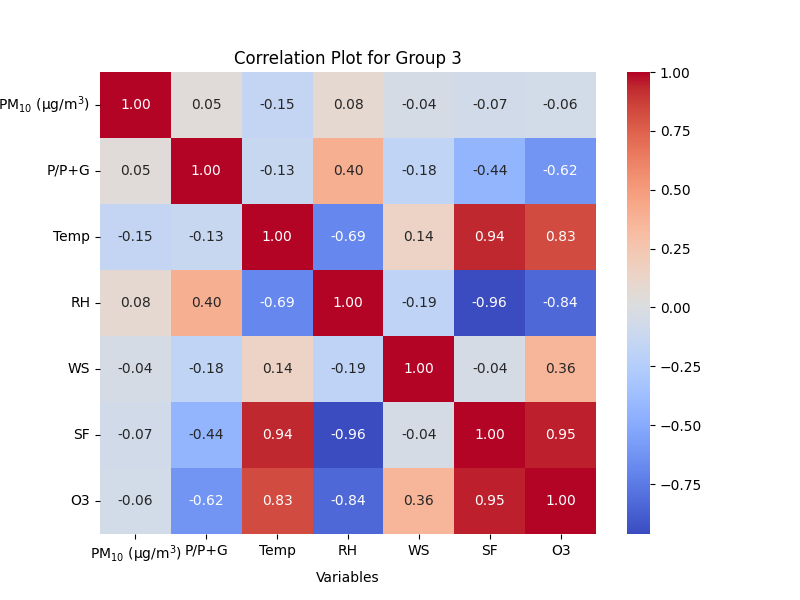 Correlation Plot for Group 3
PM₁₀ (µg/m³) 1.00 0.05 -0.15 0.08 -0.04 -0.07 -0.06
P/P+G 0.05 1.00 -0.13 0.40 -0.18 -0.44 -0.62
Temp -0.15 -0.13 1.00 -0.69 0.14 0.94 0.83
RH 0.08 0.40 -0.69 1.00 -0.19 -0.96 -0.84
WS -0.04 -0.18 0.14 -0.19 1.00 -0.04 0.36
SF -0.07 -0.44 0.94 -0.96 -0.04 1.00 0.95
O3 -0.06 -0.62 0.83 -0.84 0.36 0.95 1.00
PM₁₀ (µg/m³) P/P+G Temp RH WS SF O3
Variables
1.00
0.75
0.50
0.25
0.00
−0.25
−0.50
−0.75